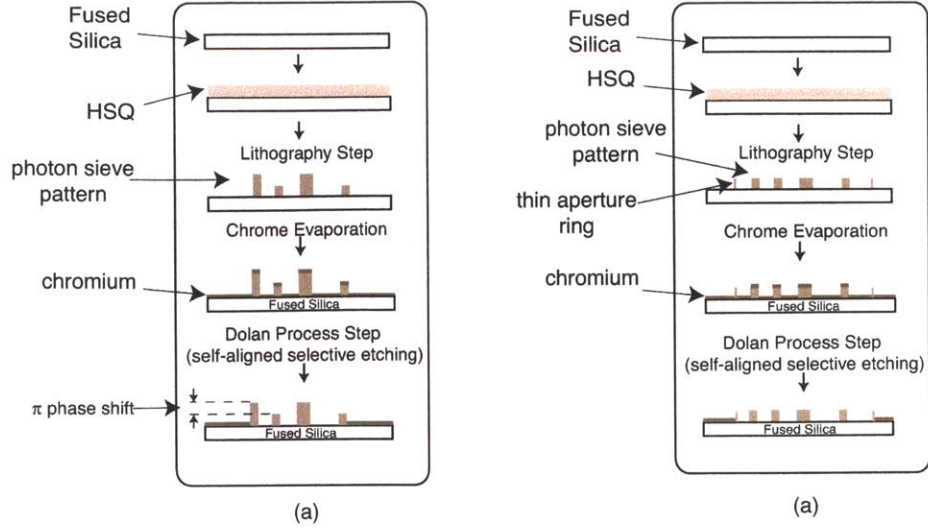 Fused
Silica
HSQ
Lithography Step
photon sieve
pattern
Chrome Evaporation
chromium
Fused Silica
Dolan Process Step
(self-aligned selective etching)
π phase shift
Fused Silica
(a)
Fused
Silica
HSQ
photon sieve
pattern
Lithography Step
thin aperture
ring
Chrome Evaporation
chromium
Fused Silica
Dolan Process Step
(self-aligned selective etching)
Fused Silica
(a)